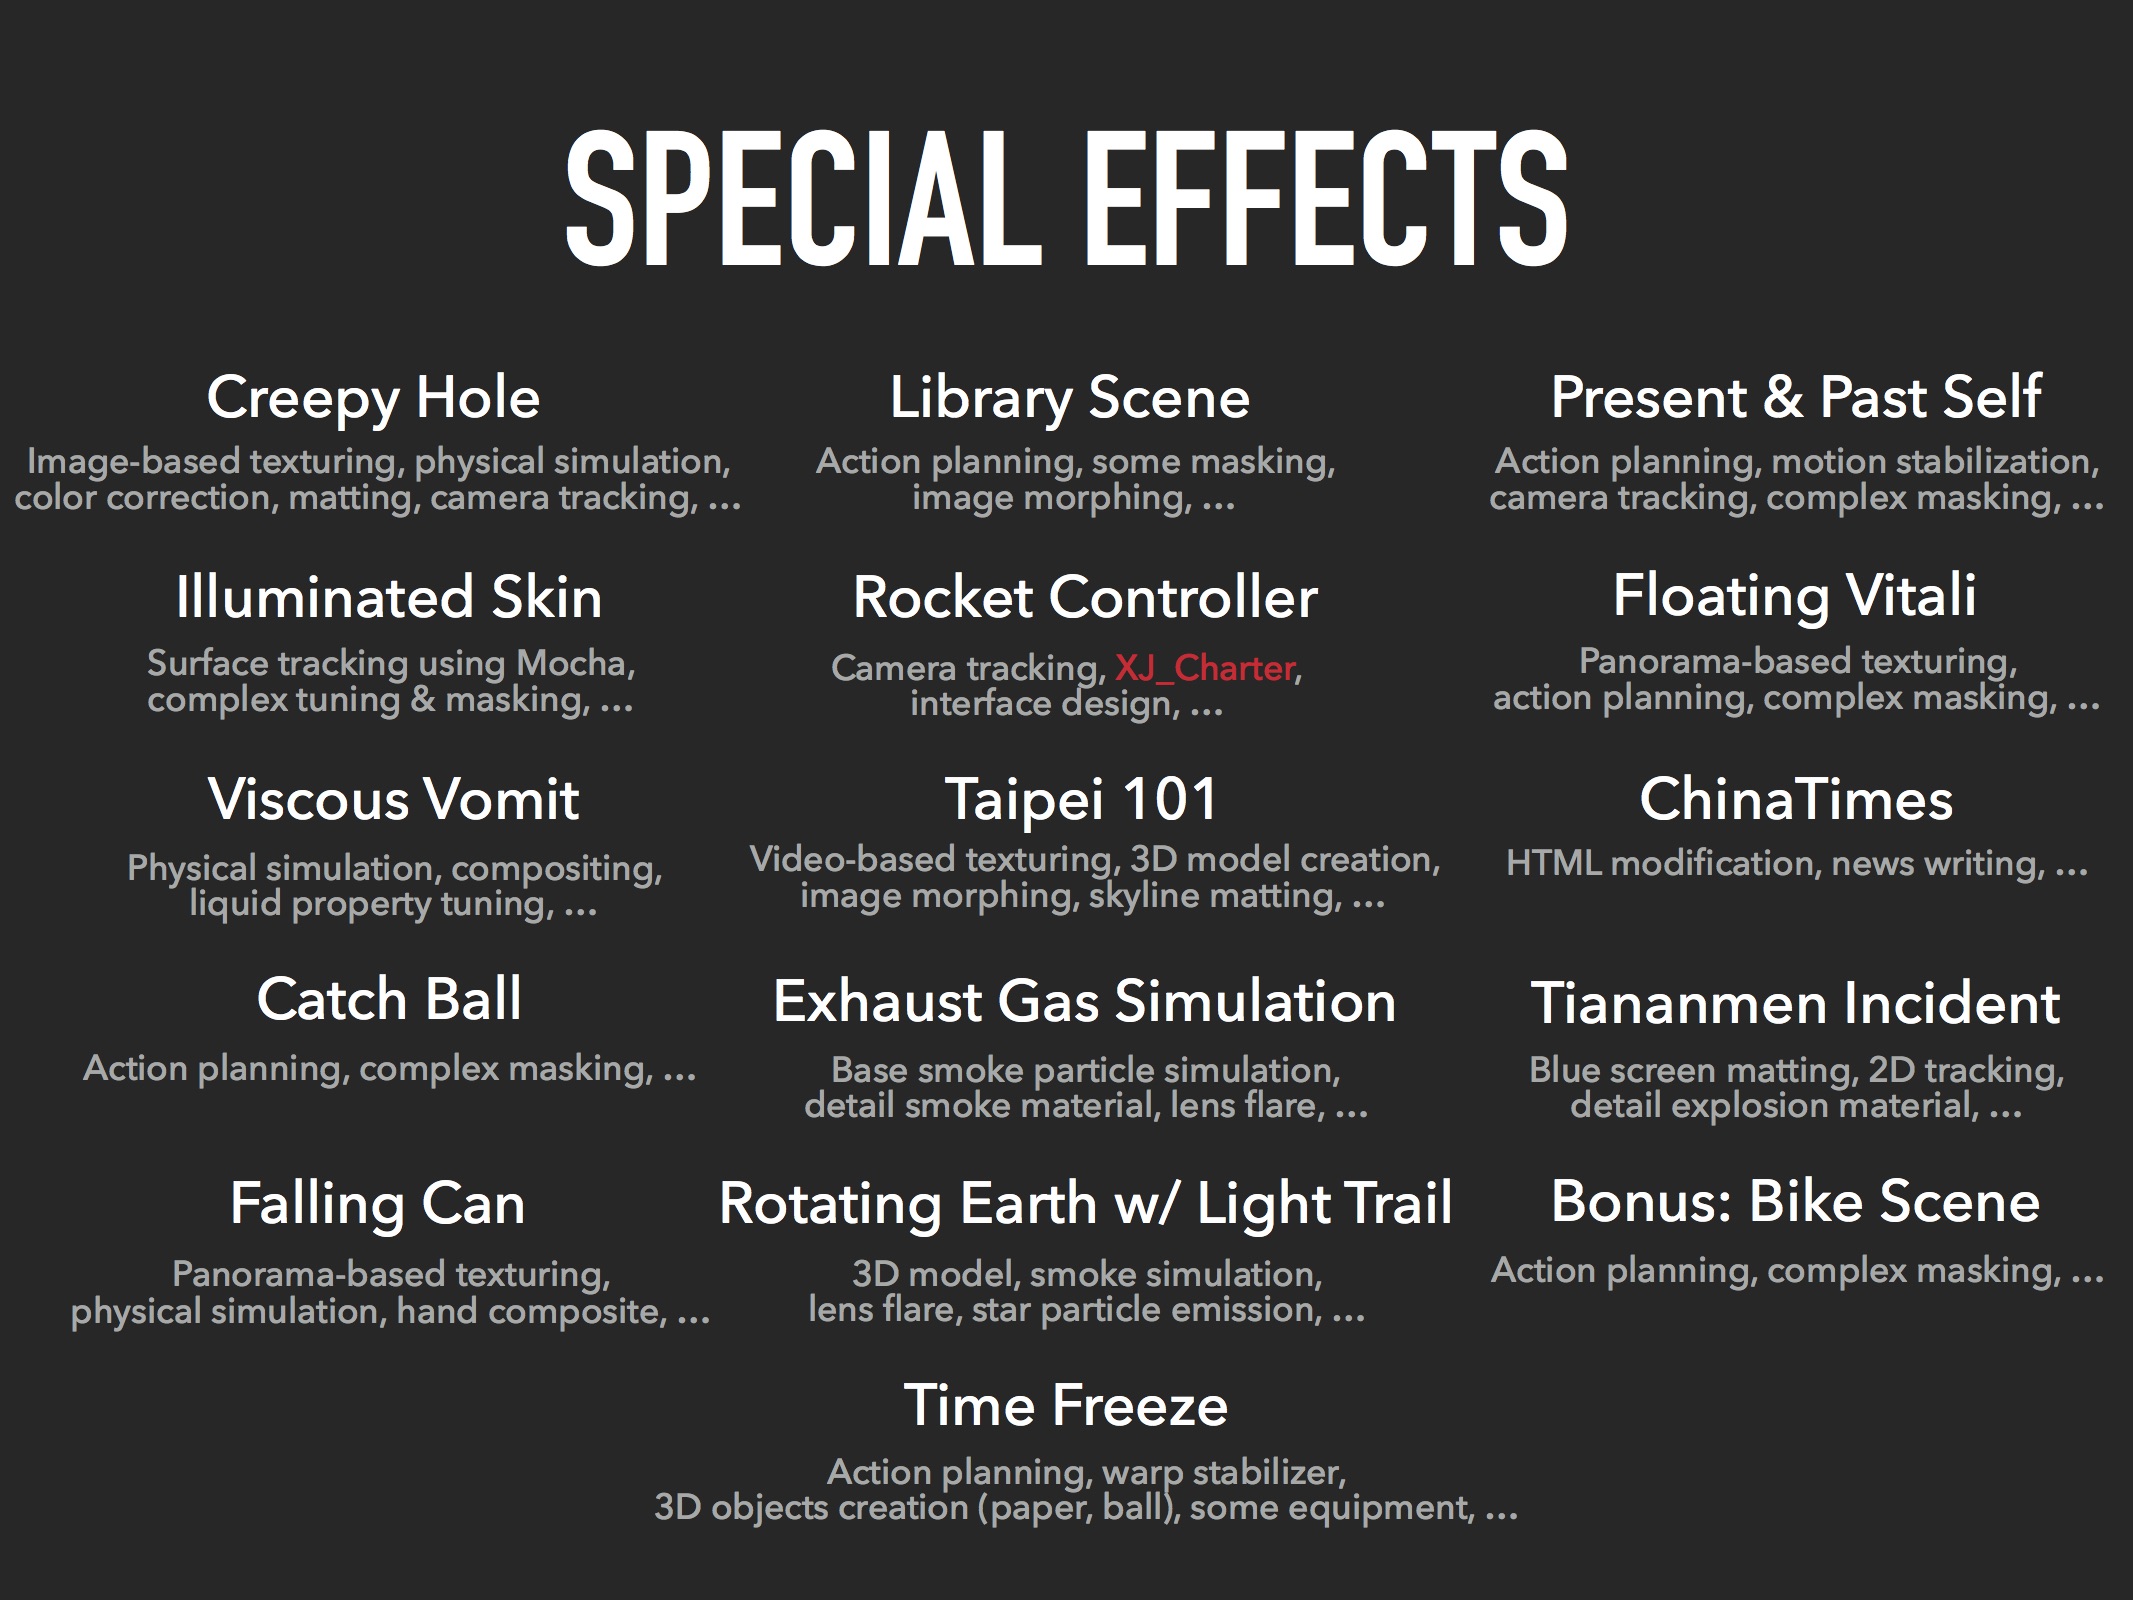 SPECIAL EFFECTS
Creepy Hole
Image-based texturing, physical simulation,
color correction, matting, camera tracking, ...
Library Scene
Action planning, some masking,
image morphing, ...
Present & Past Self
Action planning, motion stabilization,
camera tracking, complex masking, ...
Illuminated Skin
Surface tracking using Mocha,
complex tuning & masking, ...
Rocket Controller
Camera tracking, XJ_Charter,
interface design, ...
Floating Vitali
Panorama-based texturing,
action planning, complex masking, ...
Viscous Vomit
Physical simulation, compositing,
liquid property tuning, ...
Taipei 101
Video-based texturing, 3D model creation,
image morphing, skyline matting, ...
ChinaTimes
HTML modification, news writing, ...
Catch Ball
Action planning, complex masking, ...
Exhaust Gas Simulation
Base smoke particle simulation,
detail smoke material, lens flare, ...
Tiananmen Incident
Blue screen matting, 2D tracking,
detail explosion material, ...
Falling Can
Panorama-based texturing,
physical simulation, hand composite, ...
Rotating Earth w/ Light Trail
3D model, smoke simulation,
lens flare, star particle emission, ...
Bonus: Bike Scene
Action planning, complex masking, ...
Time Freeze
Action planning, warp stabilizer,
3D objects creation (paper, ball), some equipment, ...